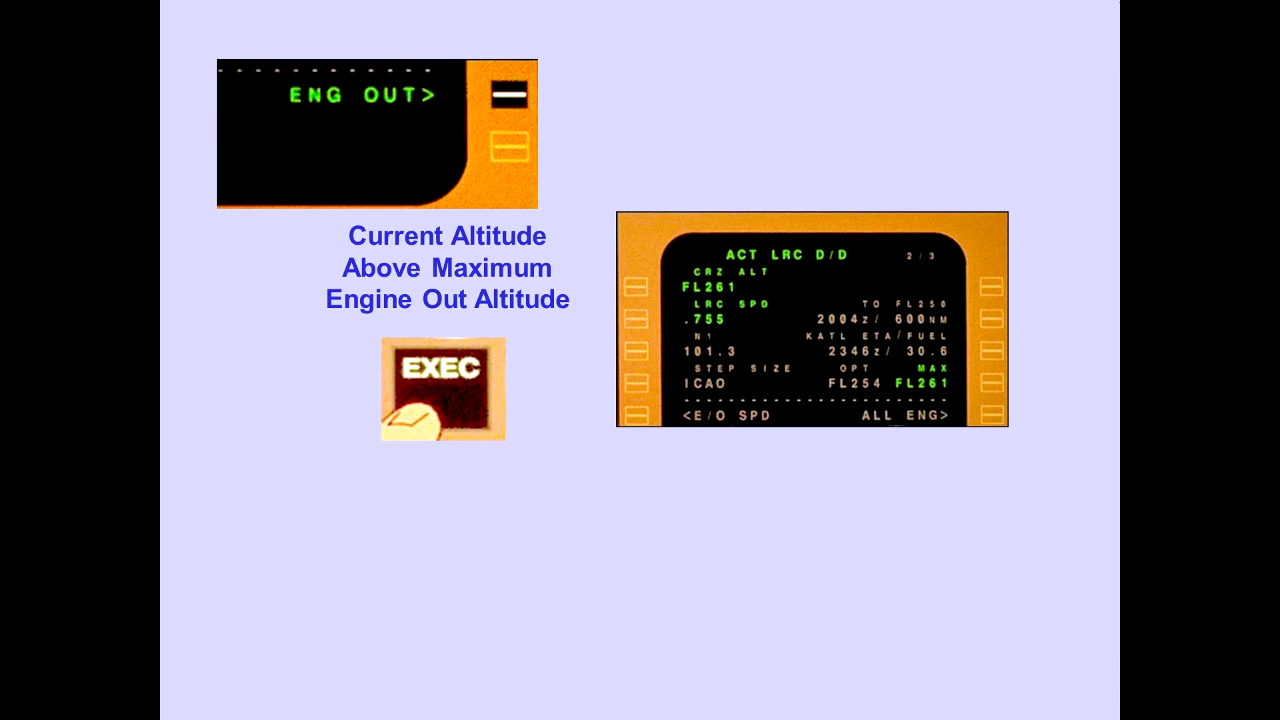 ENG OUT>
Current Altitude
Above Maximum
Engine Out Altitude
EXEC
ACT LRC D/D 2/3
CRZ ALT
FL261
LRC SPD TO FL250
.755 2004z/ 600NM
N1 KATL ETA/FUEL
101.3 2346z/ 30.6
STEP SIZE OPT MAX
ICAO FL254 FL261
<E/O SPD ALL ENG>